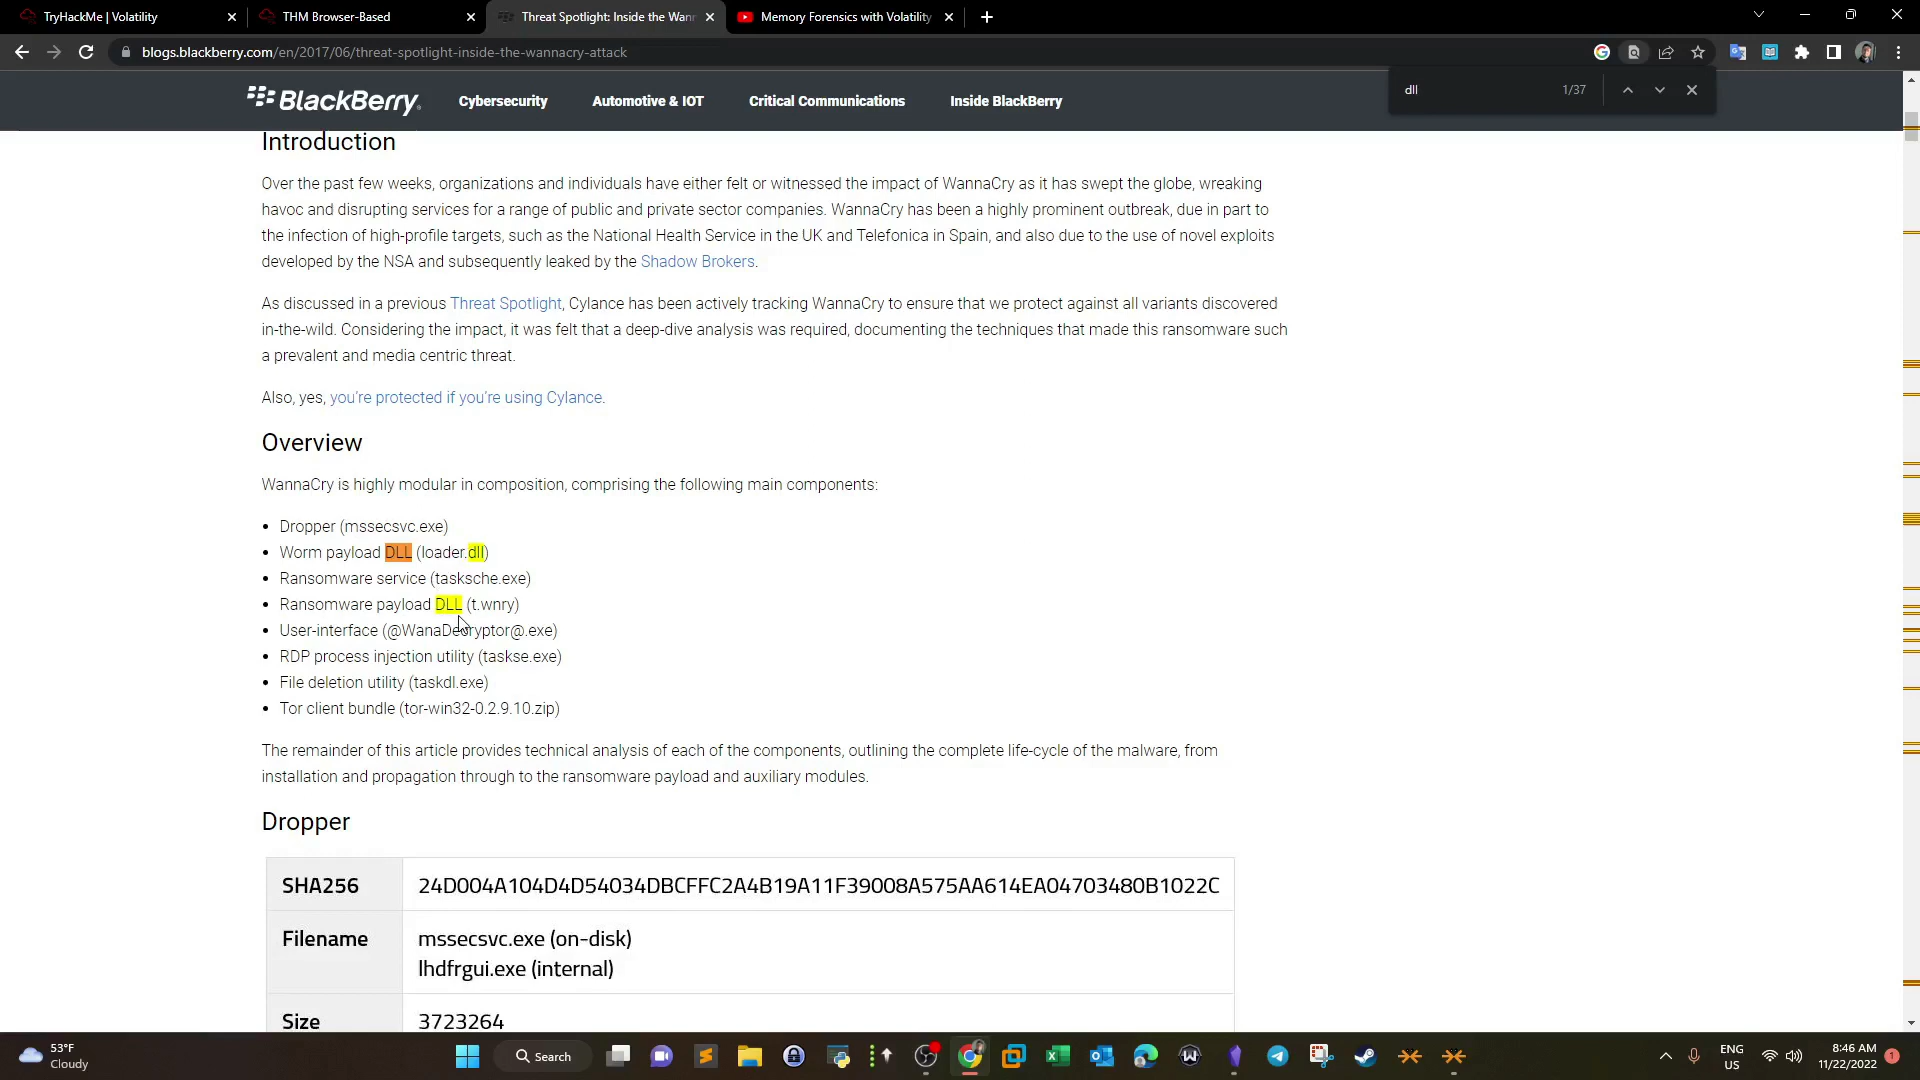 TryHackMe | Volatility
THM Browser-Based
Threat Spotlight: Inside the Wann
Memory Forensics with Volatility
blogs.blackberry.com/en/2017/06/threat-spotlight-inside-the-wannacry-attack
dll
1/37
BlackBerry
Cybersecurity
Automotive & IOT
Critical Communications
Inside BlackBerry
Introduction
Over the past few weeks, organizations and individuals have either felt or witnessed the impact of WannaCry as it has swept the globe, wreaking
havoc and disrupting services for a range of public and private sector companies. WannaCry has been a highly prominent outbreak, due in part to
the infection of high-profile targets, such as the National Health Service in the UK and Telefonica in Spain, and also due to the use of novel exploits
developed by the NSA and subsequently leaked by the Shadow Brokers.
As discussed in a previous Threat Spotlight, Cylance has been actively tracking WannaCry to ensure that we protect against all variants discovered
in-the-wild. Considering the impact, it was felt that a deep-dive analysis was required, documenting the techniques that made this ransomware such
a prevalent and media centric threat.
Also, yes, you're protected if you're using Cylance.
Overview
WannaCry is highly modular in composition, comprising the following main components:
• Dropper (mssecsvc.exe)
• Worm payload DLL (loader.dll)
• Ransomware service (tasksche.exe)
• Ransomware payload DLL (t.wnry)
• User-interface (@WanaDecryptor@.exe)
• RDP process injection utility (taskse.exe)
• File deletion utility (taskdl.exe)
• Tor client bundle (tor-win32-0.2.9.10.zip)
The remainder of this article provides technical analysis of each of the components, outlining the complete life-cycle of the malware, from
installation and propagation through to the ransomware payload and auxiliary modules.
Dropper
SHA256
24D004A104D4D54034DBCFFC2A4B19A11F39008A575AA614EA04703480B1022C
Filename
mssecsvc.exe (on-disk)
lhdfrgui.exe (internal)
Size
3723264
53°F
Cloudy
Search
ENG
US
8:46 AM
11/22/2022
1